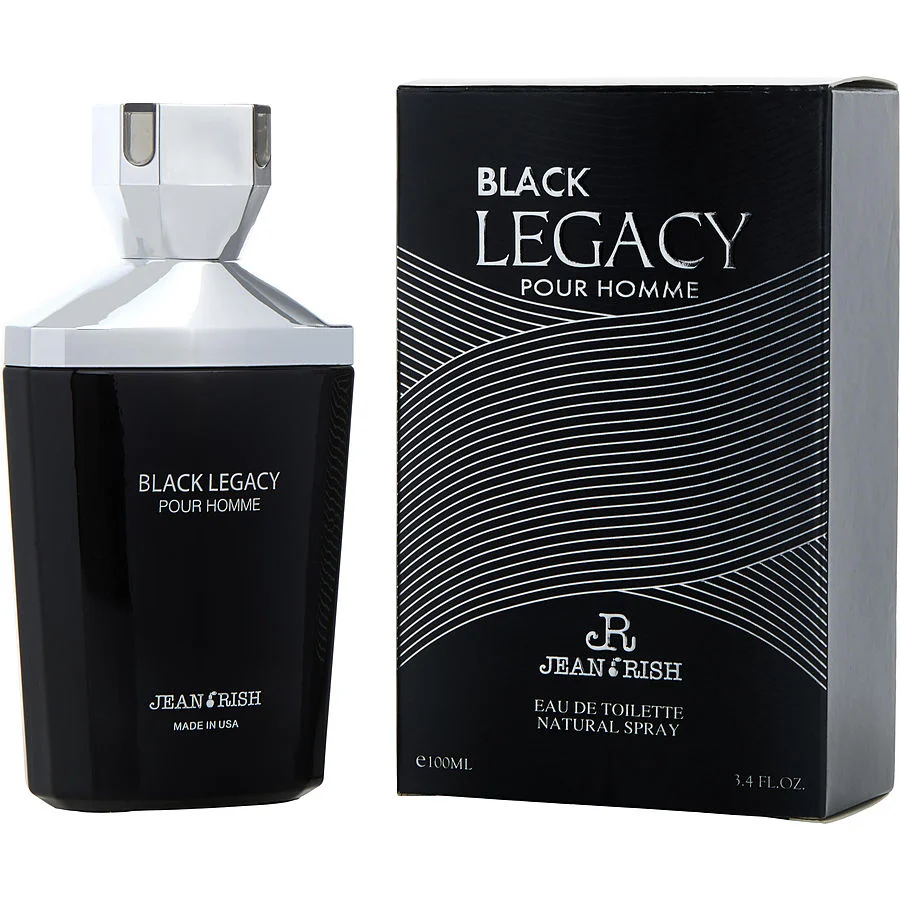 BLACK LEGACY
POUR HOMME
JEAN RISH
MADE IN USA
BLACK
LEGACY
POUR HOMME
JR
JEAN RISH
EAU DE TOILETTE
NATURAL SPRAY
e100ML
3.4 FL.OZ.